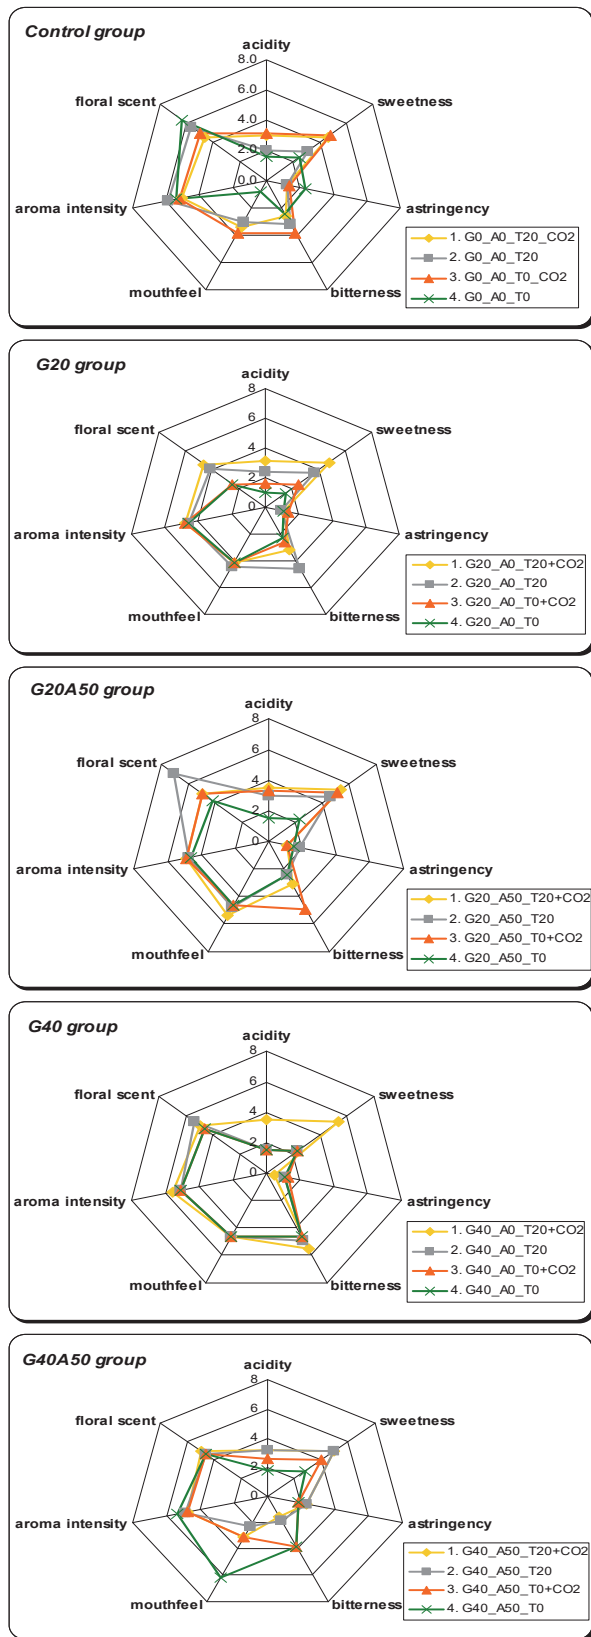 Control group
acidity
8.0
6.0
4.0
2.0
0.0
floral scent
sweetness
aroma intensity
astringency
mouthfeel
bitterness
1. G0_A0_T20_CO2
2. G0_A0_T20
3. G0_A0_T0_CO2
4. G0_A0_T0
G20 group
acidity
8
6
4
2
0
floral scent
sweetness
aroma intensity
astringency
mouthfeel
bitterness
1. G20_A0_T20+CO2
2. G20_A0_T20
3. G20_A0_T0+CO2
4. G20_A0_T0
G20A50 group
acidity
8
6
4
2
0
floral scent
sweetness
aroma intensity
astringency
mouthfeel
bitterness
1. G20_A50_T20+CO2
2. G20_A50_T20
3. G20_A50_T0+CO2
4. G20_A50_T0
G40 group
acidity
8
6
4
2
0
floral scent
sweetness
aroma intensity
astringency
mouthfeel
bitterness
1. G40_A0_T20+CO2
2. G40_A0_T20
3. G40_A0_T0+CO2
4. G40_A0_T0
G40A50 group
acidity
8
6
4
2
0
floral scent
sweetness
aroma intensity
astringency
mouthfeel
bitterness
1. G40_A50_T20+CO2
2. G40_A50_T20
3. G40_A50_T0+CO2
4. G40_A50_T0